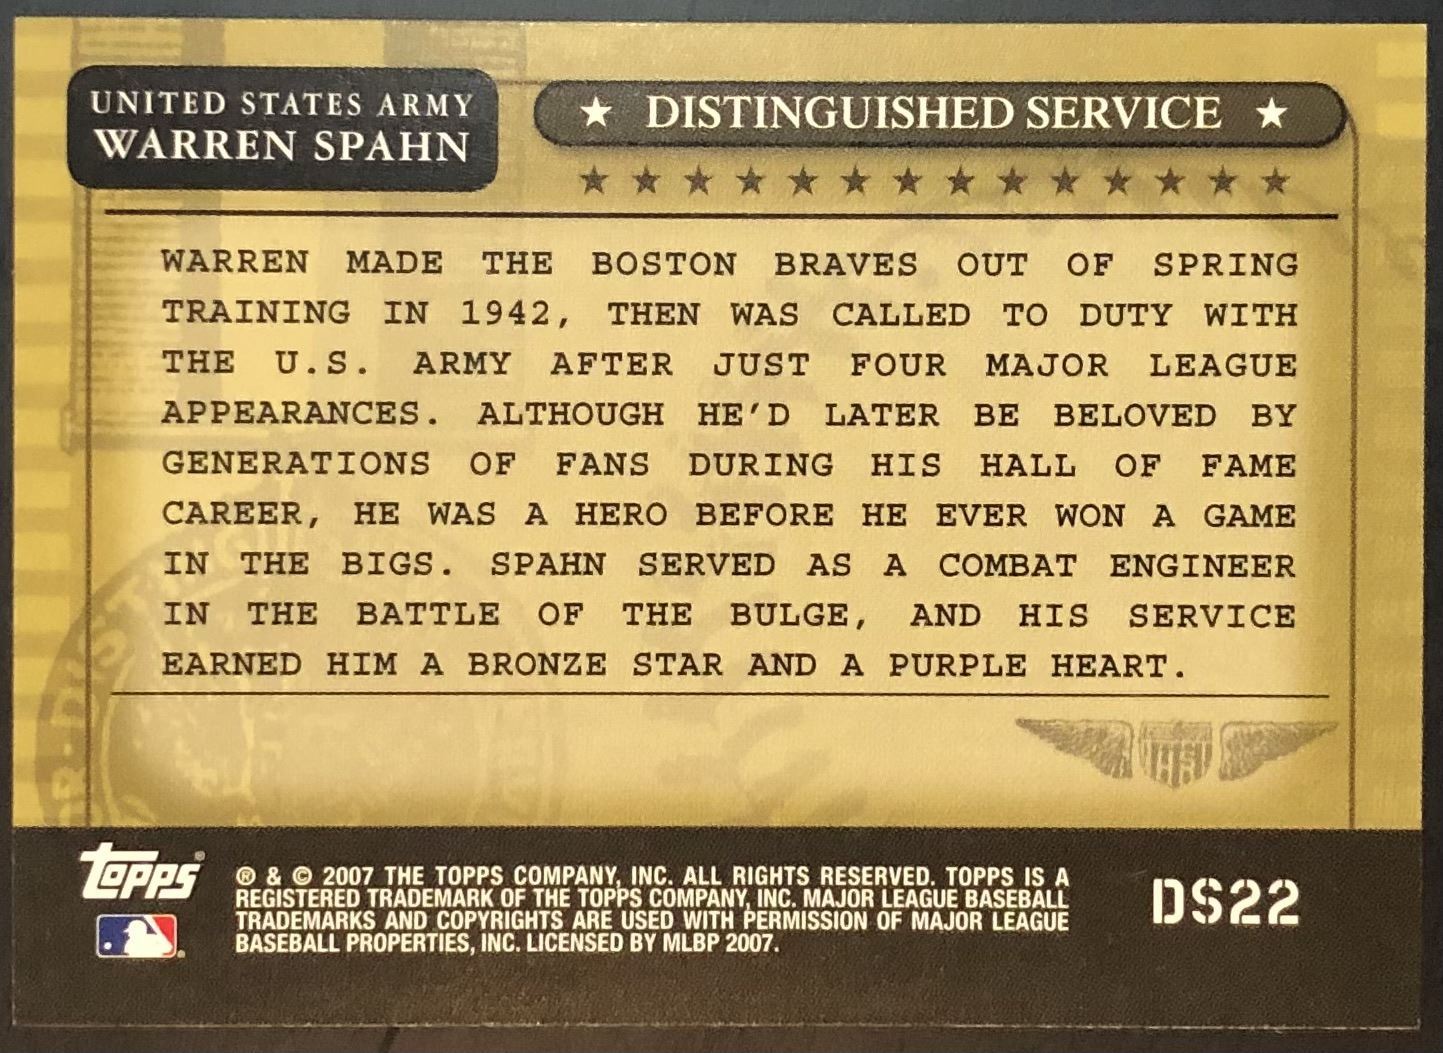 UNITED STATES ARMY
WARREN SPAHN
★ DISTINGUISHED SERVICE ★
WARREN MADE THE BOSTON BRAVES OUT OF SPRING
TRAINING IN 1942, THEN WAS CALLED TO DUTY WITH
THE U.S. ARMY AFTER JUST FOUR MAJOR LEAGUE
APPEARANCES. ALTHOUGH HE'D LATER BE BELOVED BY
GENERATIONS OF FANS DURING HIS HALL OF FAME
CAREER, HE WAS A HERO BEFORE HE EVER WON A GAME
IN THE BIGS. SPAHN SERVED AS A COMBAT ENGINEER
IN THE BATTLE OF THE BULGE, AND HIS SERVICE
EARNED HIM A BRONZE STAR AND A PURPLE HEART.
US
Topps®
® & © 2007 THE TOPPS COMPANY, INC. ALL RIGHTS RESERVED. TOPPS IS A
REGISTERED TRADEMARK OF THE TOPPS COMPANY, INC. MAJOR LEAGUE BASEBALL
TRADEMARKS AND COPYRIGHTS ARE USED WITH PERMISSION OF MAJOR LEAGUE
BASEBALL PROPERTIES, INC. LICENSED BY MLBP 2007.
DS22